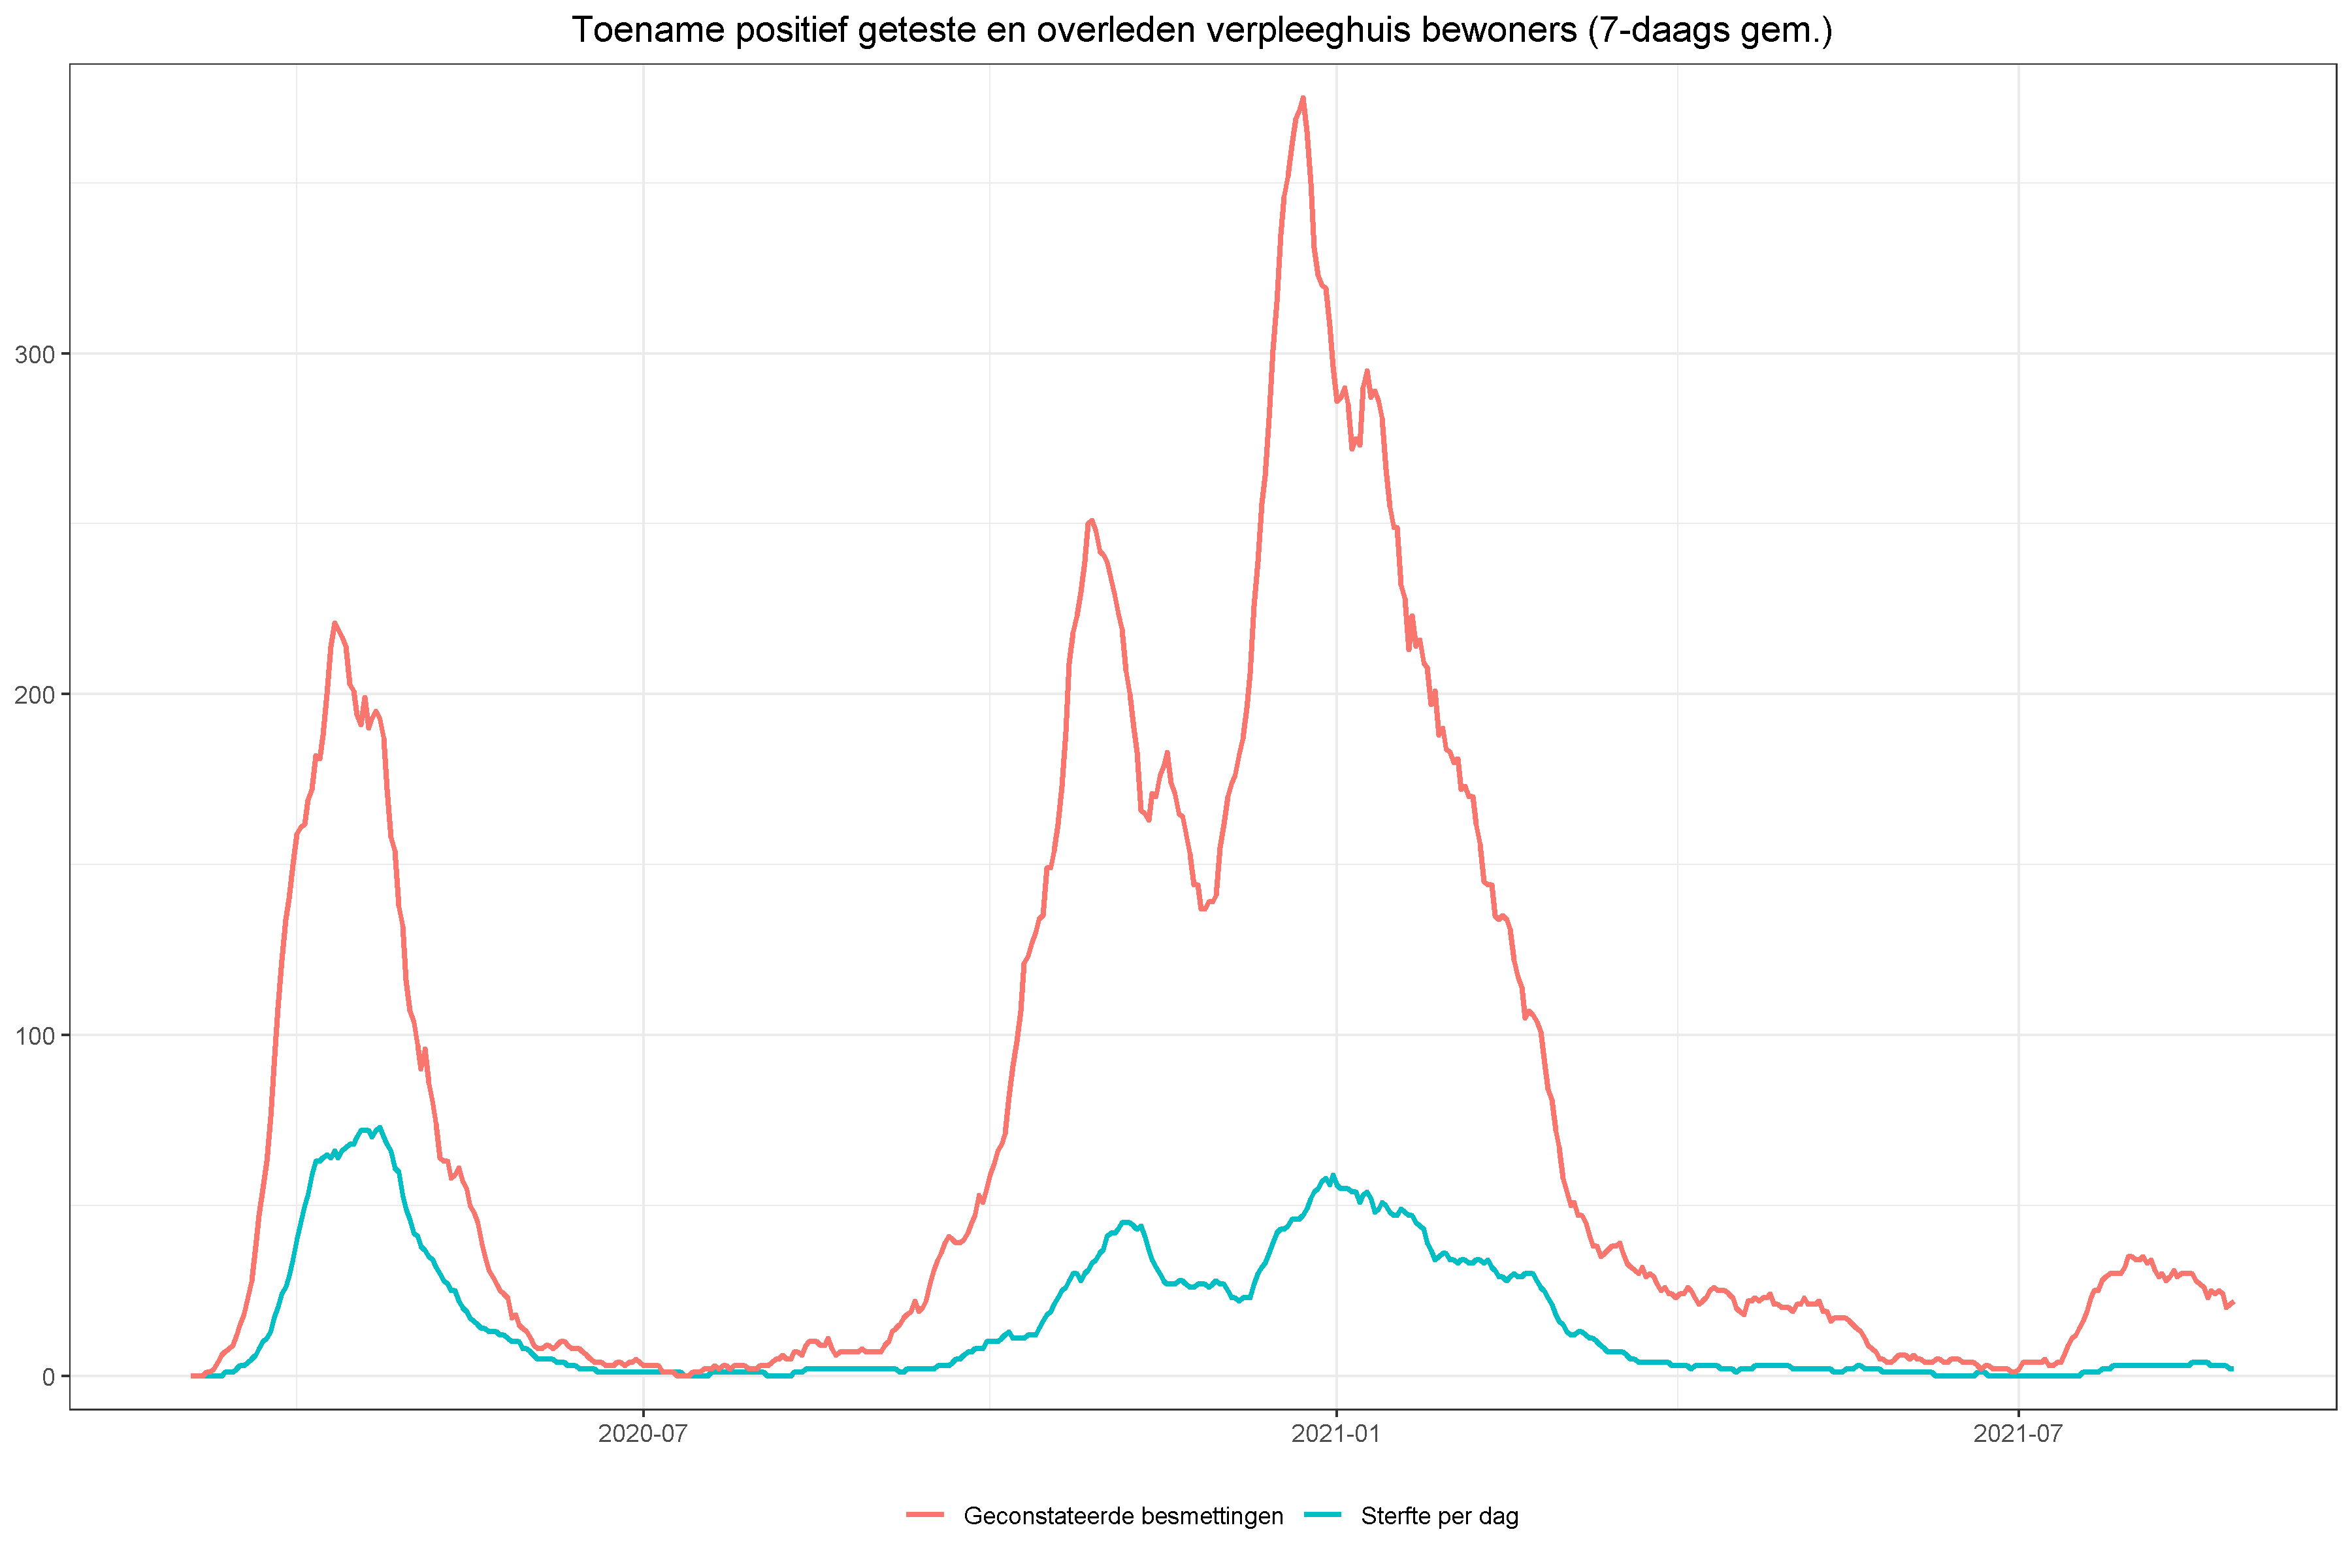 Toename positief geteste en overleden verpleeghuis bewoners (7-daags gem.)
300
200
100
0
2020-07 2021-01 2021-07
Geconstateerde besmettingen Sterfte per dag